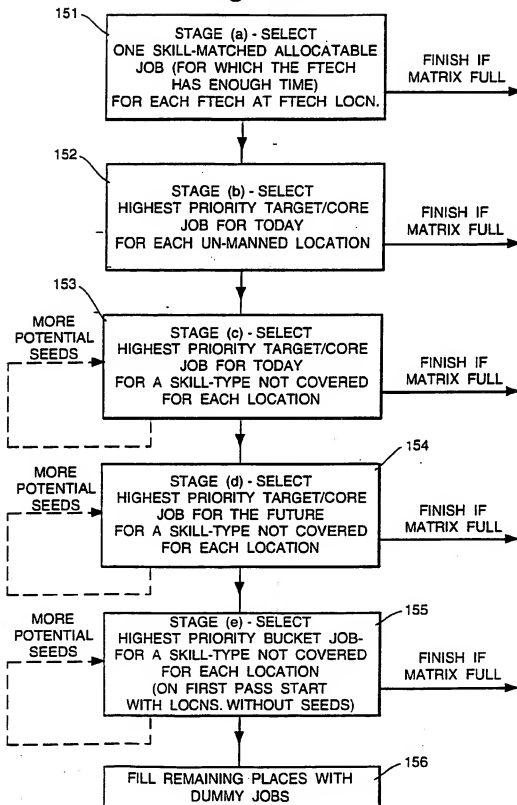 151
STAGE (a) - SELECT
ONE SKILL-MATCHED ALLOCATABLE
JOB (FOR WHICH THE FTECH
HAS ENOUGH TIME)
FOR EACH FTECH AT FTECH LOCN.
FINISH IF
MATRIX FULL
152
STAGE (b) - SELECT
HIGHEST PRIORITY TARGET/CORE
JOB FOR TODAY
FOR EACH UN-MANNED LOCATION
FINISH IF
MATRIX FULL
153
MORE
POTENTIAL
SEEDS
STAGE (c) - SELECT
HIGHEST PRIORITY TARGET/CORE
JOB FOR TODAY
FOR A SKILL-TYPE NOT COVERED
FOR EACH LOCATION
FINISH IF
MATRIX FULL
154
MORE
POTENTIAL
SEEDS
STAGE (d) - SELECT
HIGHEST PRIORITY TARGET/CORE
JOB FOR THE FUTURE
FOR A SKILL-TYPE NOT COVERED
FOR EACH LOCATION
FINISH IF
MATRIX FULL
155
MORE
POTENTIAL
SEEDS
STAGE (e) - SELECT
HIGHEST PRIORITY BUCKET JOB-
FOR A SKILL-TYPE NOT COVERED
FOR EACH LOCATION
(ON FIRST PASS START
WITH LOCNS. WITHOUT SEEDS)
FINISH IF
MATRIX FULL
156
FILL REMAINING PLACES WITH
DUMMY JOBS